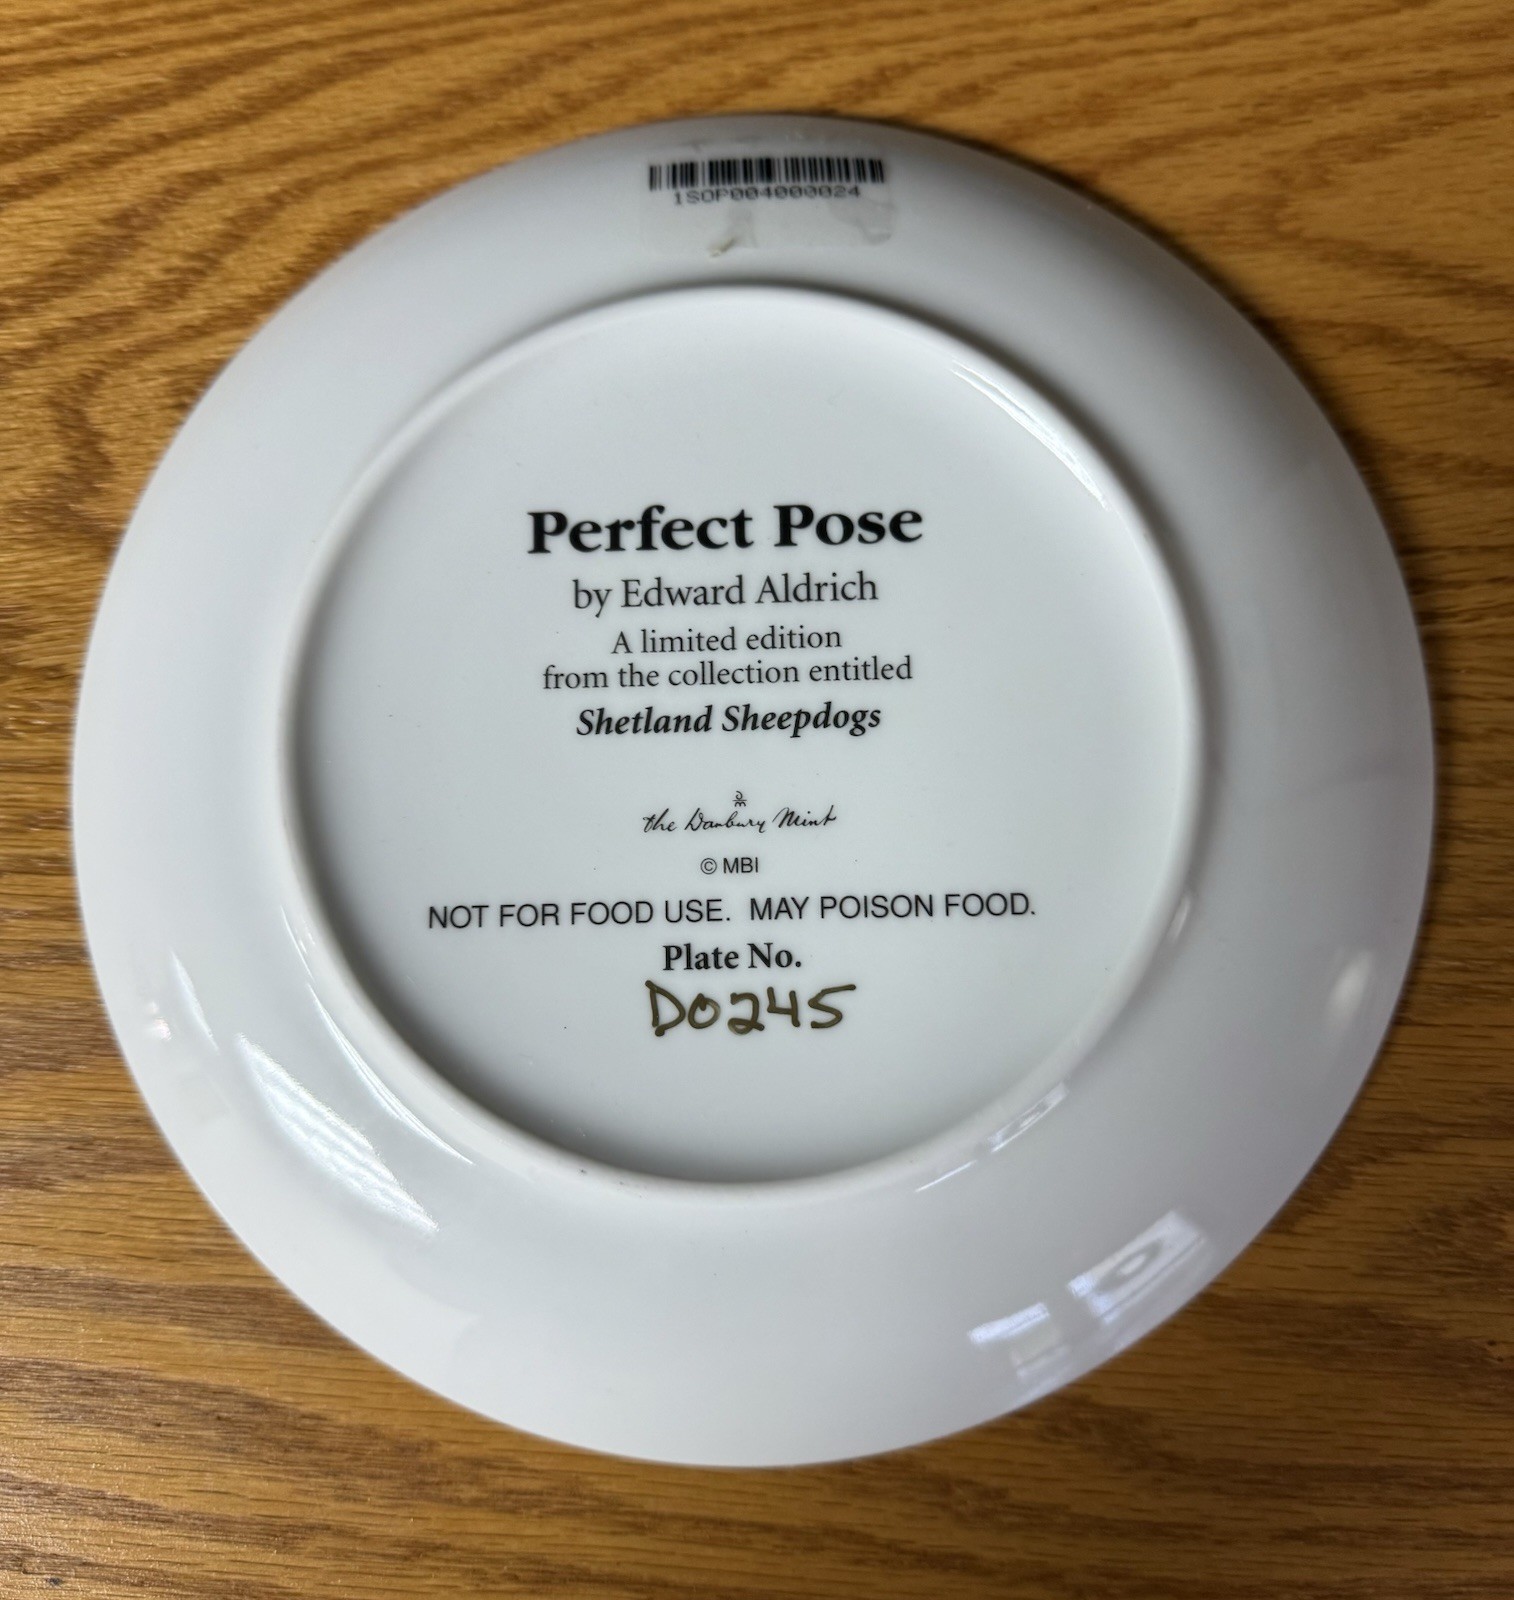 1SOP004000024
Perfect Pose
by Edward Aldrich
A limited edition
from the collection entitled
Shetland Sheepdogs
the Danbury Mint
© MBI
NOT FOR FOOD USE. MAY POISON FOOD.
Plate No.
D0245